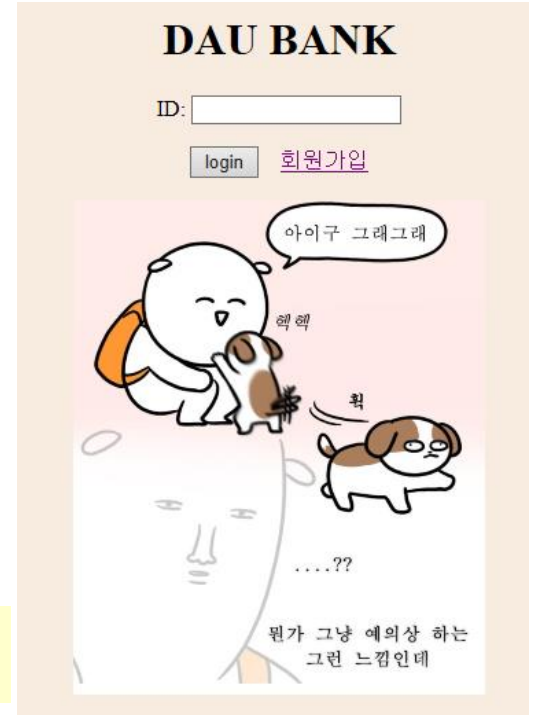 DAU BANK
ID:
login 회원가입
아이구 그래그래
헥헥
휙
....??
뭔가 그냥 예의상 하는
그런 느낌인데